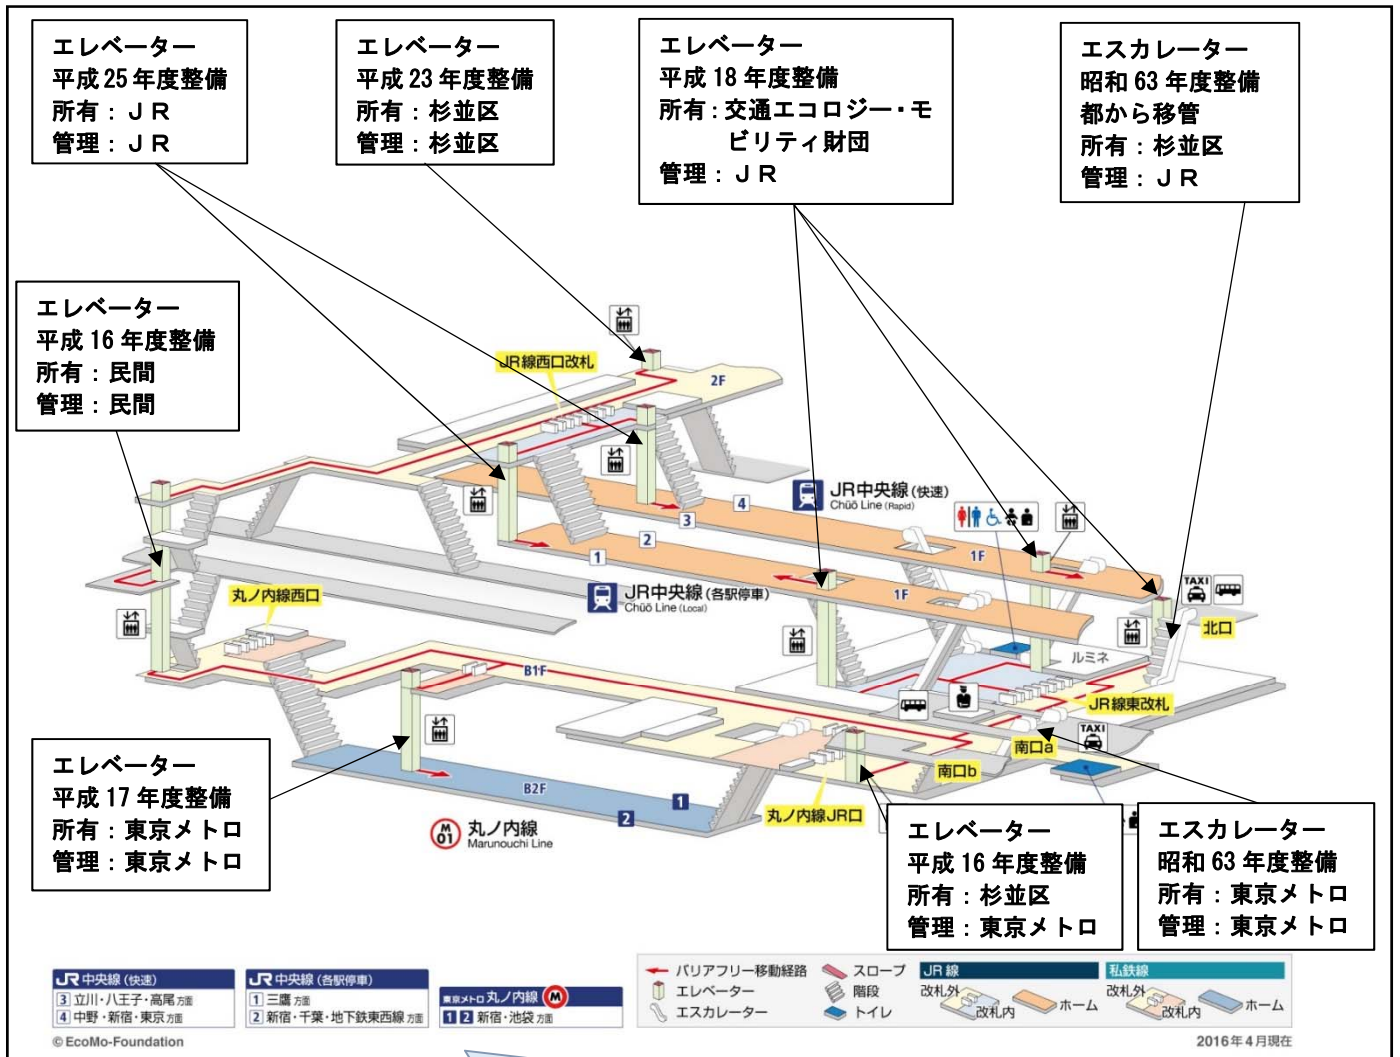 エレベーター
平成 25 年度整備
所有：ＪＲ
管理：ＪＲ
エレベーター
平成 23 年度整備
所有：杉並区
管理：杉並区
エレベーター
平成 18 年度整備
所有：交通エコロジー・モ
ビリティ財団
管理：ＪＲ
エスカレーター
昭和 63 年度整備
都から移管
所有：杉並区
管理：ＪＲ
エレベーター
平成 16 年度整備
所有：民間
管理：民間
JR線西口改札
2F
JR中央線(快速)
Chūō Line (Rapid)
4
3
2
1
1F
1F
JR中央線(各駅停車)
Chūō Line (Local)
丸ノ内線西口
TAXI
北口
ルミネ
B1F
JR線東改札
TAXI
南口a
南口b
丸ノ内線JR口
B2F
1
2
M
01
丸ノ内線
Marunouchi Line
エレベーター
平成 17 年度整備
所有：東京メトロ
管理：東京メトロ
エレベーター
平成 16 年度整備
所有：杉並区
管理：東京メトロ
エスカレーター
昭和 63 年度整備
所有：東京メトロ
管理：東京メトロ
JR 中央線 (快速)
3 立川・八王子・高尾 方面
4 中野・新宿・東京 方面
JR 中央線 (各駅停車)
1 三鷹 方面
2 新宿・千葉・地下鉄東西線 方面
東京メトロ 丸ノ内線 M
1 2 新宿・池袋 方面
バリアフリー移動経路
エレベーター
エスカレーター
スロープ
階段
トイレ
JR 線
改札外
改札内
ホーム
私鉄線
改札外
改札内
ホーム
© EcoMo-Foundation
2016年 4月現在